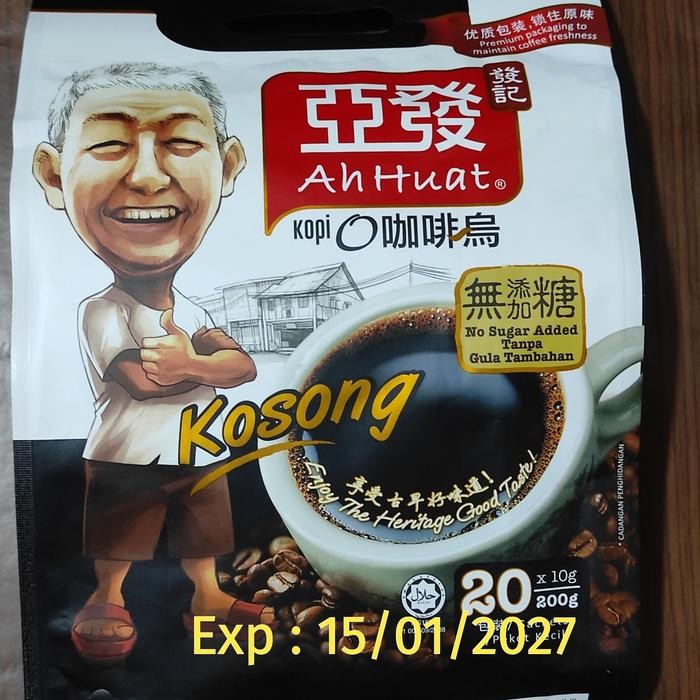 优质包装,锁住原味
Premium packaging to
maintain coffee freshness
發記
亞發
AhHuat®
Kopi O 咖啡烏
無添加糖
No Sugar Added
Tanpa
Gula Tambahan
Kosong
享受古早好味道!
Enjoy The Heritage Good Taste!
* CADANGAN PENGHIDANGAN
حلال
20 x 10g
200g
Exp : 15/01/2027
Peket Kecil